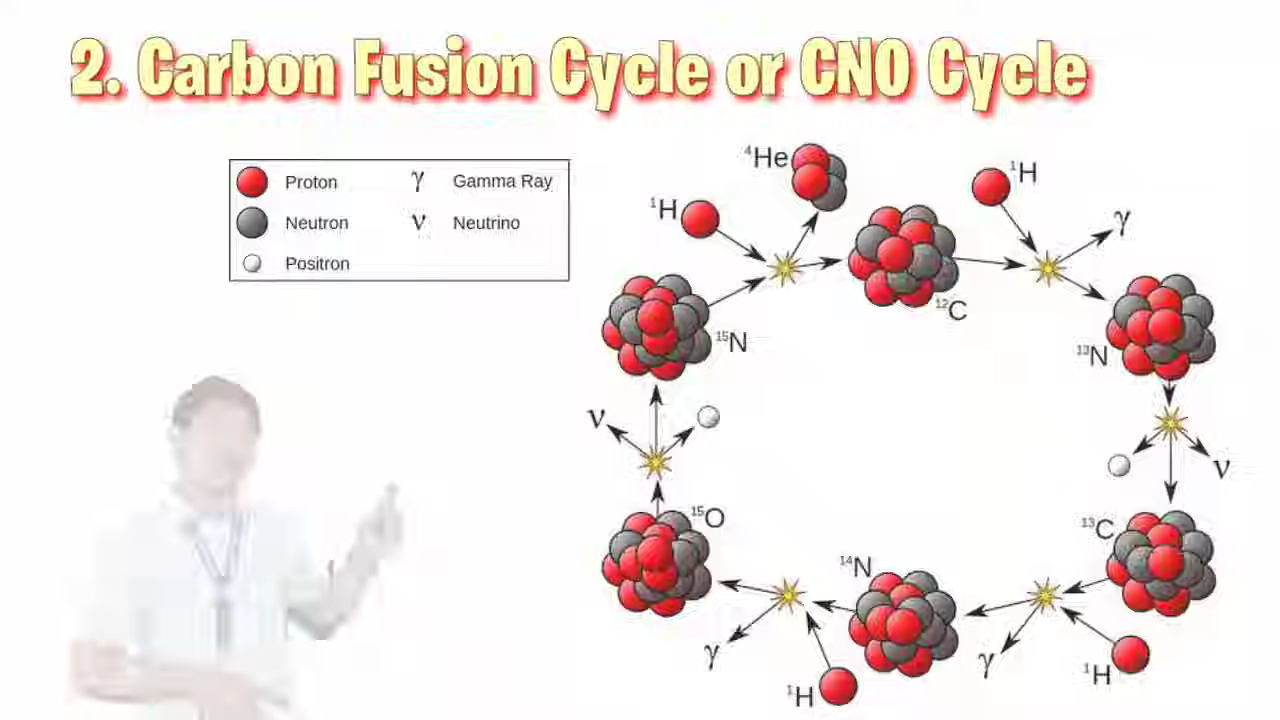 2. Carbon Fusion Cycle or CNO Cycle
Proton γ Gamma Ray
Neutron ν Neutrino
Positron
⁴He
¹H
¹H
γ
¹²C
¹⁵N
¹³N
ν
ν
¹⁵O
¹³C
¹⁴N
γ
γ
¹H
¹H